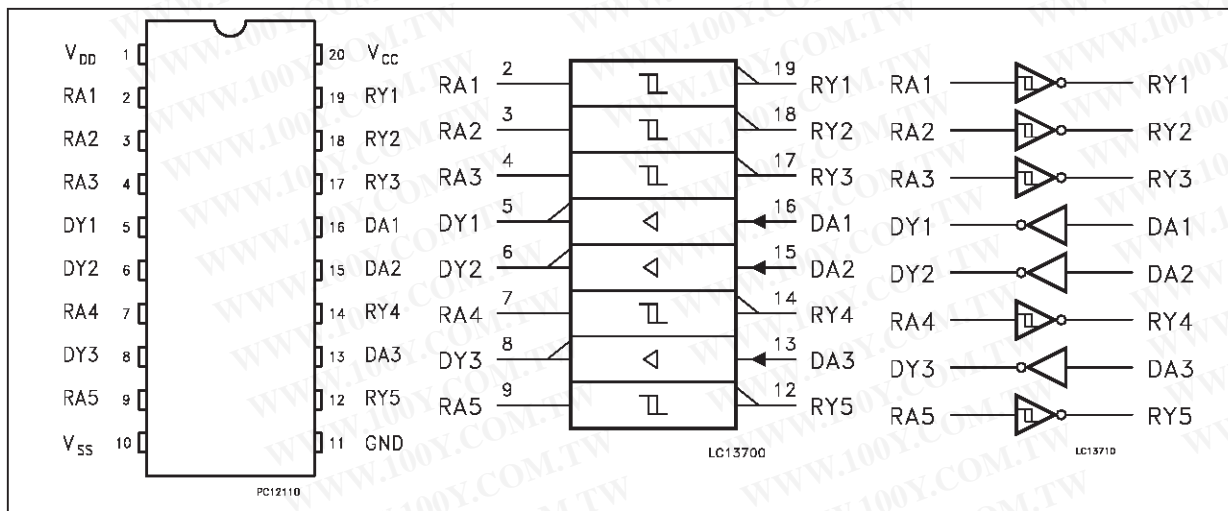 V_DD 1 20 V_CC
RA1 2 19 RY1
RA2 3 18 RY2
RA3 4 17 RY3
DY1 5 16 DA1
DY2 6 15 DA2
RA4 7 14 RY4
DY3 8 13 DA3
RA5 9 12 RY5
V_SS 10 11 GND
PC12110
RA1 2 19 RY1
RA2 3 18 RY2
RA3 4 17 RY3
DY1 5 16 DA1
DY2 6 15 DA2
RA4 7 14 RY4
DY3 8 13 DA3
RA5 9 12 RY5
LC13700
RA1 RY1
RA2 RY2
RA3 RY3
DY1 DA1
DY2 DA2
RA4 RY4
DY3 DA3
RA5 RY5
LC13710
WWW.100Y.COM.TW